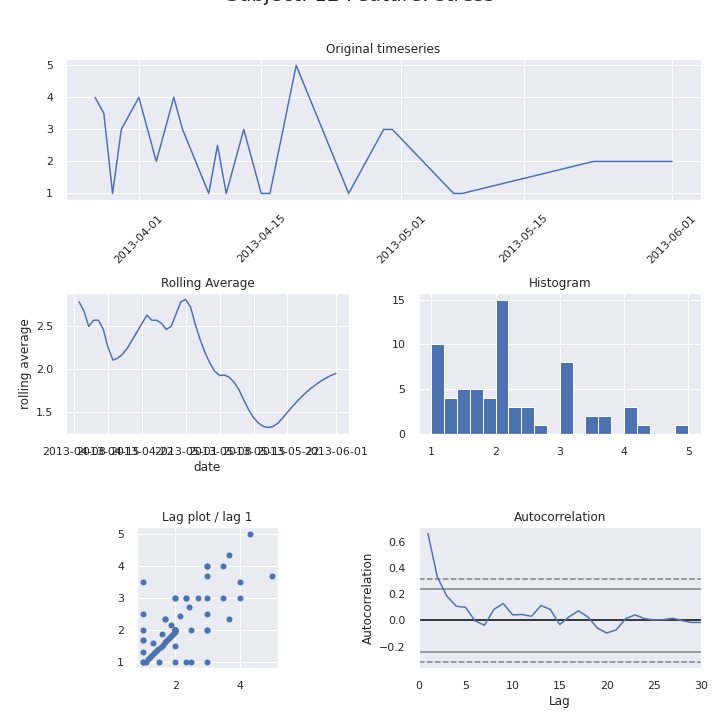 Original timeseries
5
4
3
2
1
2013-04-01
2013-04-15
2013-05-01
2013-05-15
2013-06-01
Rolling Average
2.5
2.0
1.5
rolling average
2013-06-01
date
Histogram
15
10
5
0
1 2 3 4 5
Lag plot / lag 1
5
4
3
2
1
2 4
Autocorrelation
0.6
0.4
0.2
0.0
−0.2
Autocorrelation
0 5 10 15 20 25 30
Lag